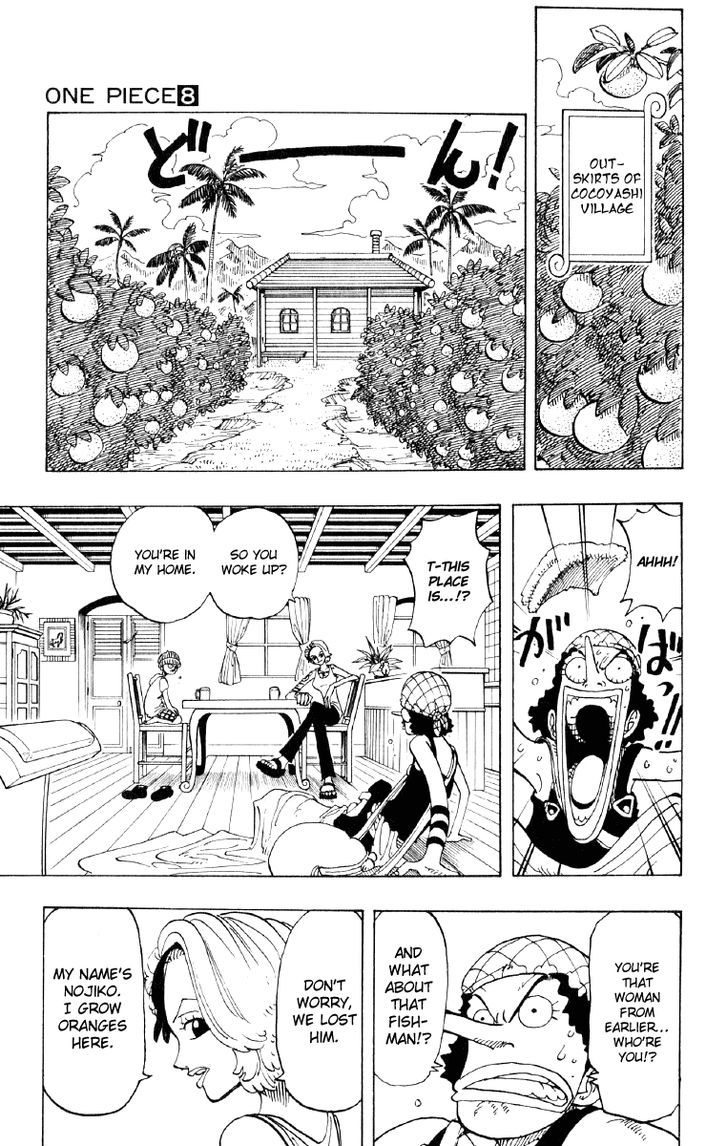 ONE PIECE 8
OUT-
SKIRTS OF
COCOYASHI
VILLAGE
どーん!
AHHH!
がばっ!!
T-THIS
PLACE
IS...!?
SO YOU
WOKE UP?
YOU'RE IN
MY HOME.
YOU'RE
THAT
WOMAN
FROM
EARLIER...
WHO'RE
YOU!?
AND
WHAT
ABOUT
THAT
FISH-
MAN!?
DON'T
WORRY,
WE LOST
HIM.
MY NAME'S
NOJIKO.
I GROW
ORANGES
HERE.